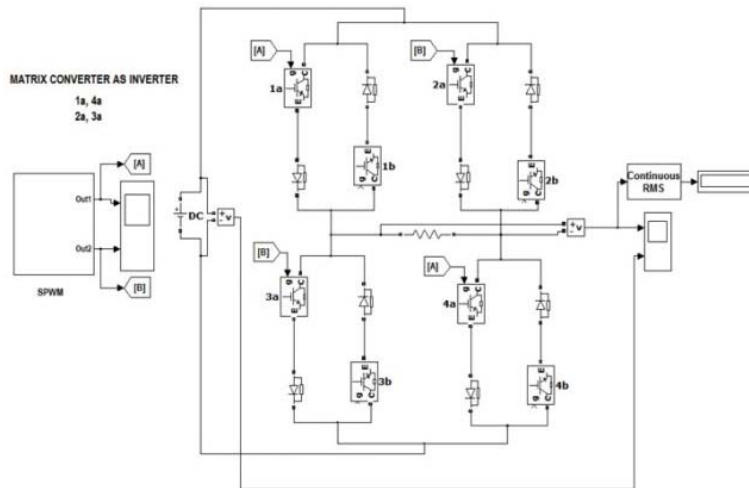 MATRIX CONVERTER AS INVERTER
1a, 4a
2a, 3a
[A]
[B]
g C
E
1a
g C
E
2a
E
g C
1b
E
g C
2b
[A]
Out1
Out2
[B]
SPWM
DC
+ v -
Continuous
RMS
+ v -
[B]
[A]
g C
E
3a
g C
E
4a
E
g C
3b
E
g C
4b